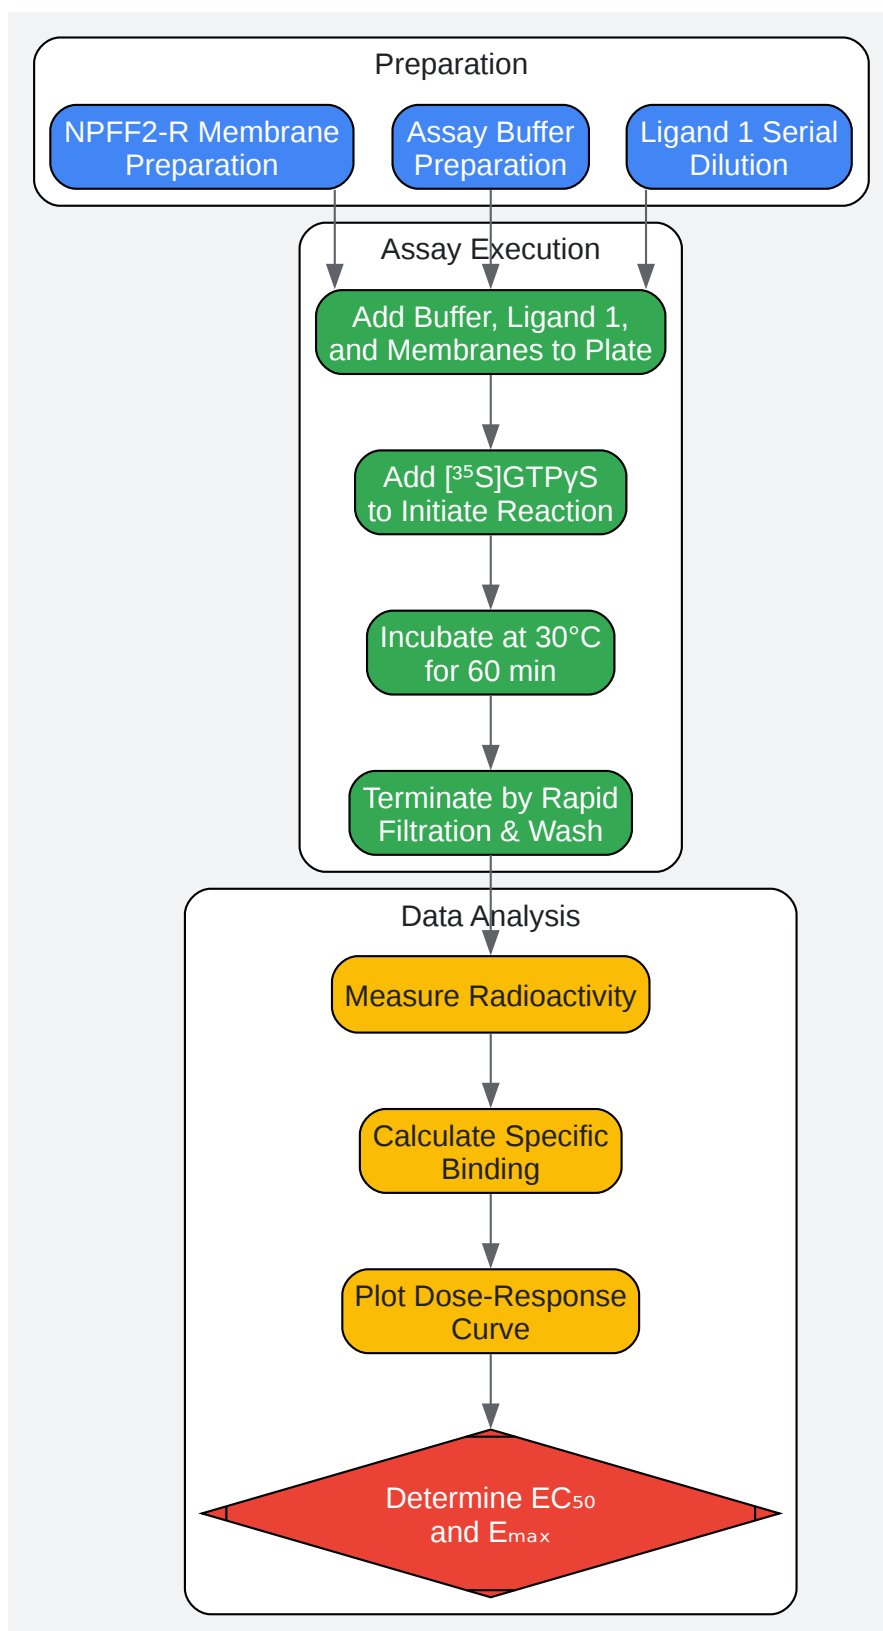 Preparation
NPFF2-R Membrane
Preparation
Assay Buffer
Preparation
Ligand 1 Serial
Dilution
Assay Execution
Add Buffer, Ligand 1,
and Membranes to Plate
Add [³⁵S]GTPγS
to Initiate Reaction
Incubate at 30°C
for 60 min
Terminate by Rapid
Filtration & Wash
Data Analysis
Measure Radioactivity
Calculate Specific
Binding
Plot Dose-Response
Curve
Determine EC₅₀
and Eₘₐₓ